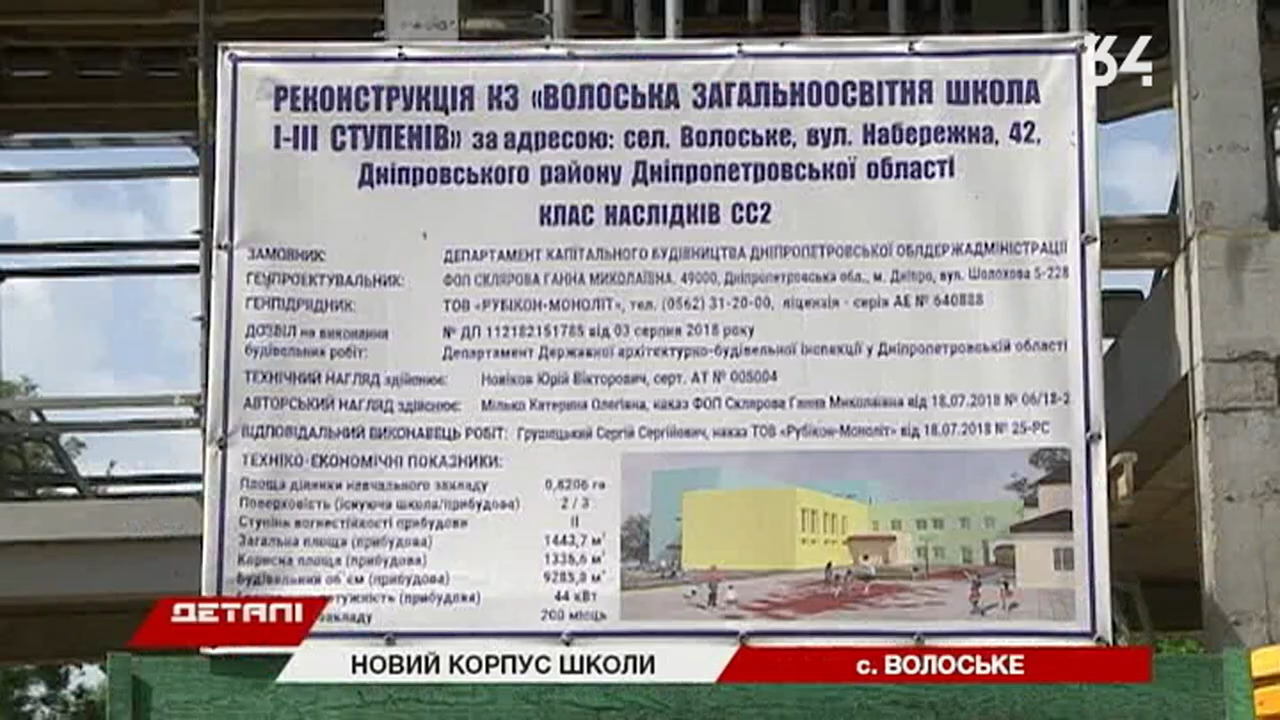 34
РЕКОНСТРУКЦІЯ КЗ «ВОЛОСЬКА ЗАГАЛЬНООСВІТНЯ ШКОЛА
І-ІІІ СТУПЕНІВ» за адресою: сел. Волоське, вул. Набережна, 42,
Дніпровського району Дніпропетровської області
КЛАС НАСЛІДКІВ СС2
ЗАМОВНИК: ДЕПАРТАМЕНТ КАПІТАЛЬНОГО БУДІВНИЦТВА ДНІПРОПЕТРОВСЬКОЇ ОБЛДЕРЖАДМІНІСТРАЦІЇ
ГЕНПРОЕКТУВАЛЬНИК: ФОП СКЛЯРОВА ГАННА МИКОЛАЇВНА, 49000, Дніпропетровська обл., м. Дніпро, вул. Шолохова 5-228
ГЕНПІДРЯДНИК: ТОВ «РУБІКОН-МОНОЛІТ», тел. (0562) 31-20-00, ліцензія - серія АЕ № 640888
ДОЗВІЛ на виконання № ДП 112182151785 від 03 серпня 2018 року
будівельних робіт: Департамент Державної архітектурно-будівельної інспекції у Дніпропетровській області
ТЕХНІЧНИЙ НАГЛЯД здійснює: Новіков Юрій Вікторович, серт. АТ № 005004
АВТОРСЬКИЙ НАГЛЯД здійснює: Мілько Катерина Олегівна, наказ ФОП Склярова Ганна Миколаївна від 18.07.2018 № 06/18-2
ВІДПОВІДАЛЬНИЙ ВИКОНАВЕЦЬ РОБІТ: Грушецький Сергій Сергійович, наказ ТОВ «Рубікон-Моноліт» від 18.07.2018 № 25-РС
ТЕХНІКО-ЕКОНОМІЧНІ ПОКАЗНИКИ:
Площа ділянки навчального закладу 0,8206 га
Поверховість (існуюча школа/прибудова) 2 / 3
Ступінь вогнестійкості прибудови ІІ
Загальна площа (прибудова) 1443,7 м²
Корисна площа (прибудова) 1336,6 м²
Будівельний об'єм (прибудова) 9285,8 м³
(прибудова) 44 кВт
закладу 200 місць
ДЕТАЛІ
НОВИЙ КОРПУС ШКОЛИ
с. ВОЛОСЬКЕ